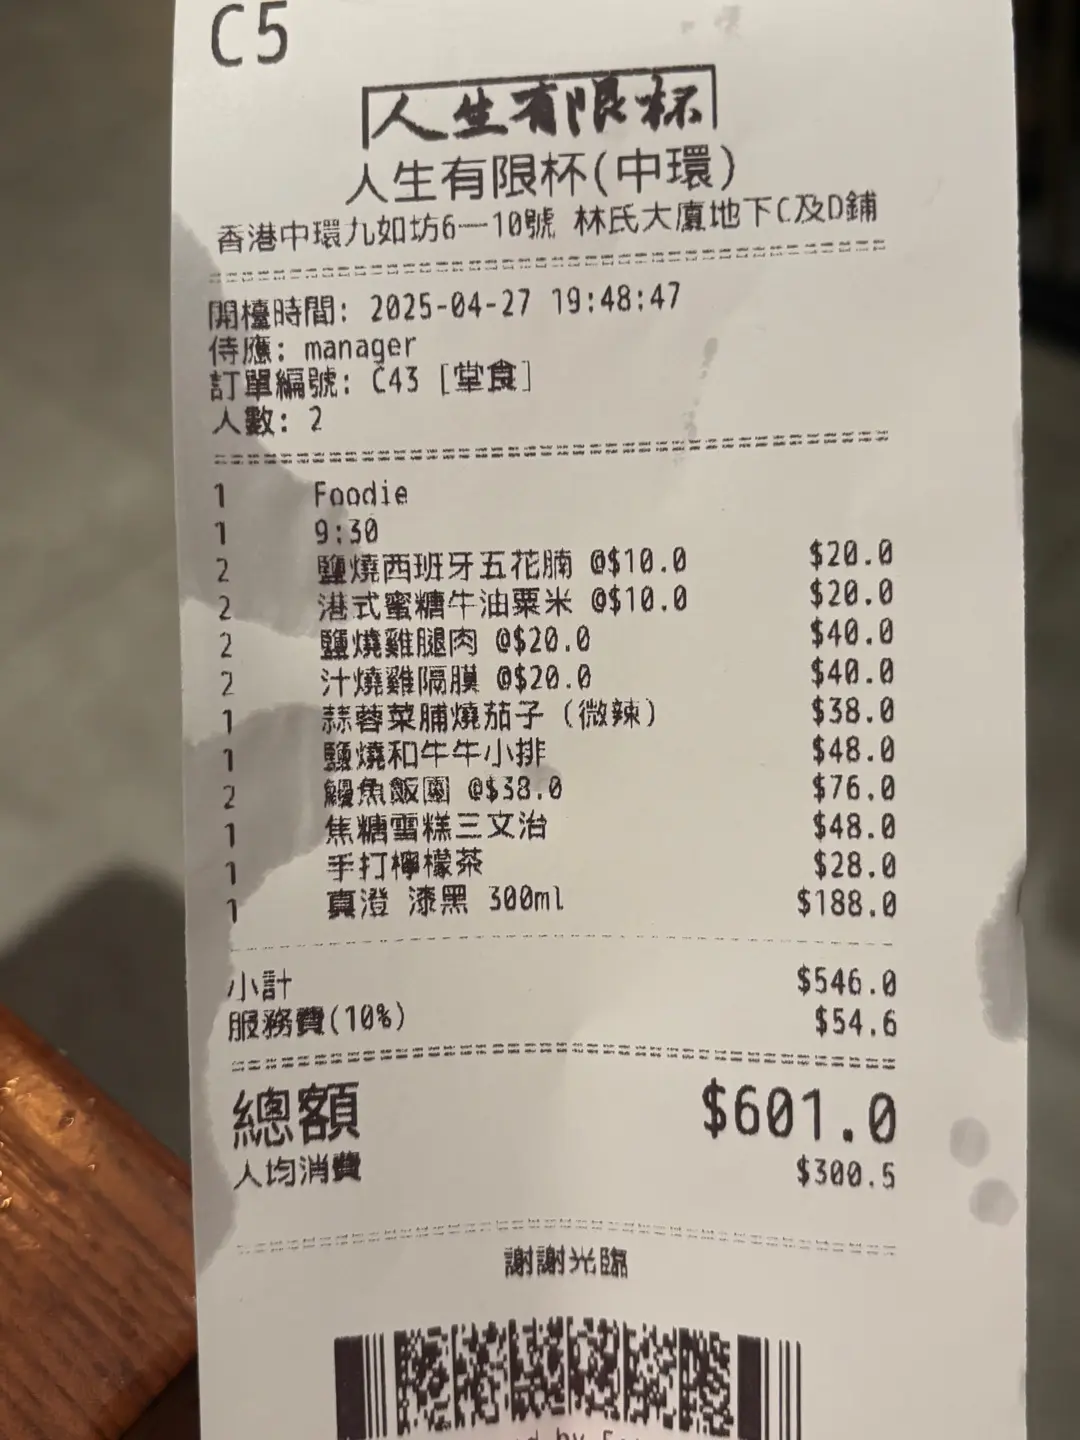 C5
人生有限杯
人生有限杯(中環)
香港中環九如坊6—10號 林氏大廈地下C及D鋪
開檯時間: 2025-04-27 19:48:47
侍應: manager
訂單編號: C43 [堂食]
人數: 2
1 Foodie
1 9:30
2 鹽燒西班牙五花腩 @$10.0 $20.0
2 港式蜜糖牛油粟米 @$10.0 $20.0
2 鹽燒雞腿肉 @$20.0 $40.0
2 汁燒雞隔膜 @$20.0 $40.0
1 蒜蓉菜脯燒茄子 (微辣) $38.0
1 鹽燒和牛牛小排 $48.0
2 鰻魚飯團 @$38.0 $76.0
1 焦糖雪糕三文治 $48.0
1 手打檸檬茶 $28.0
1 真澄 漆黑 300ml $188.0
小計 $546.0
服務費(10%) $54.6
總額 $601.0
人均消費 $300.5
謝謝光臨
by